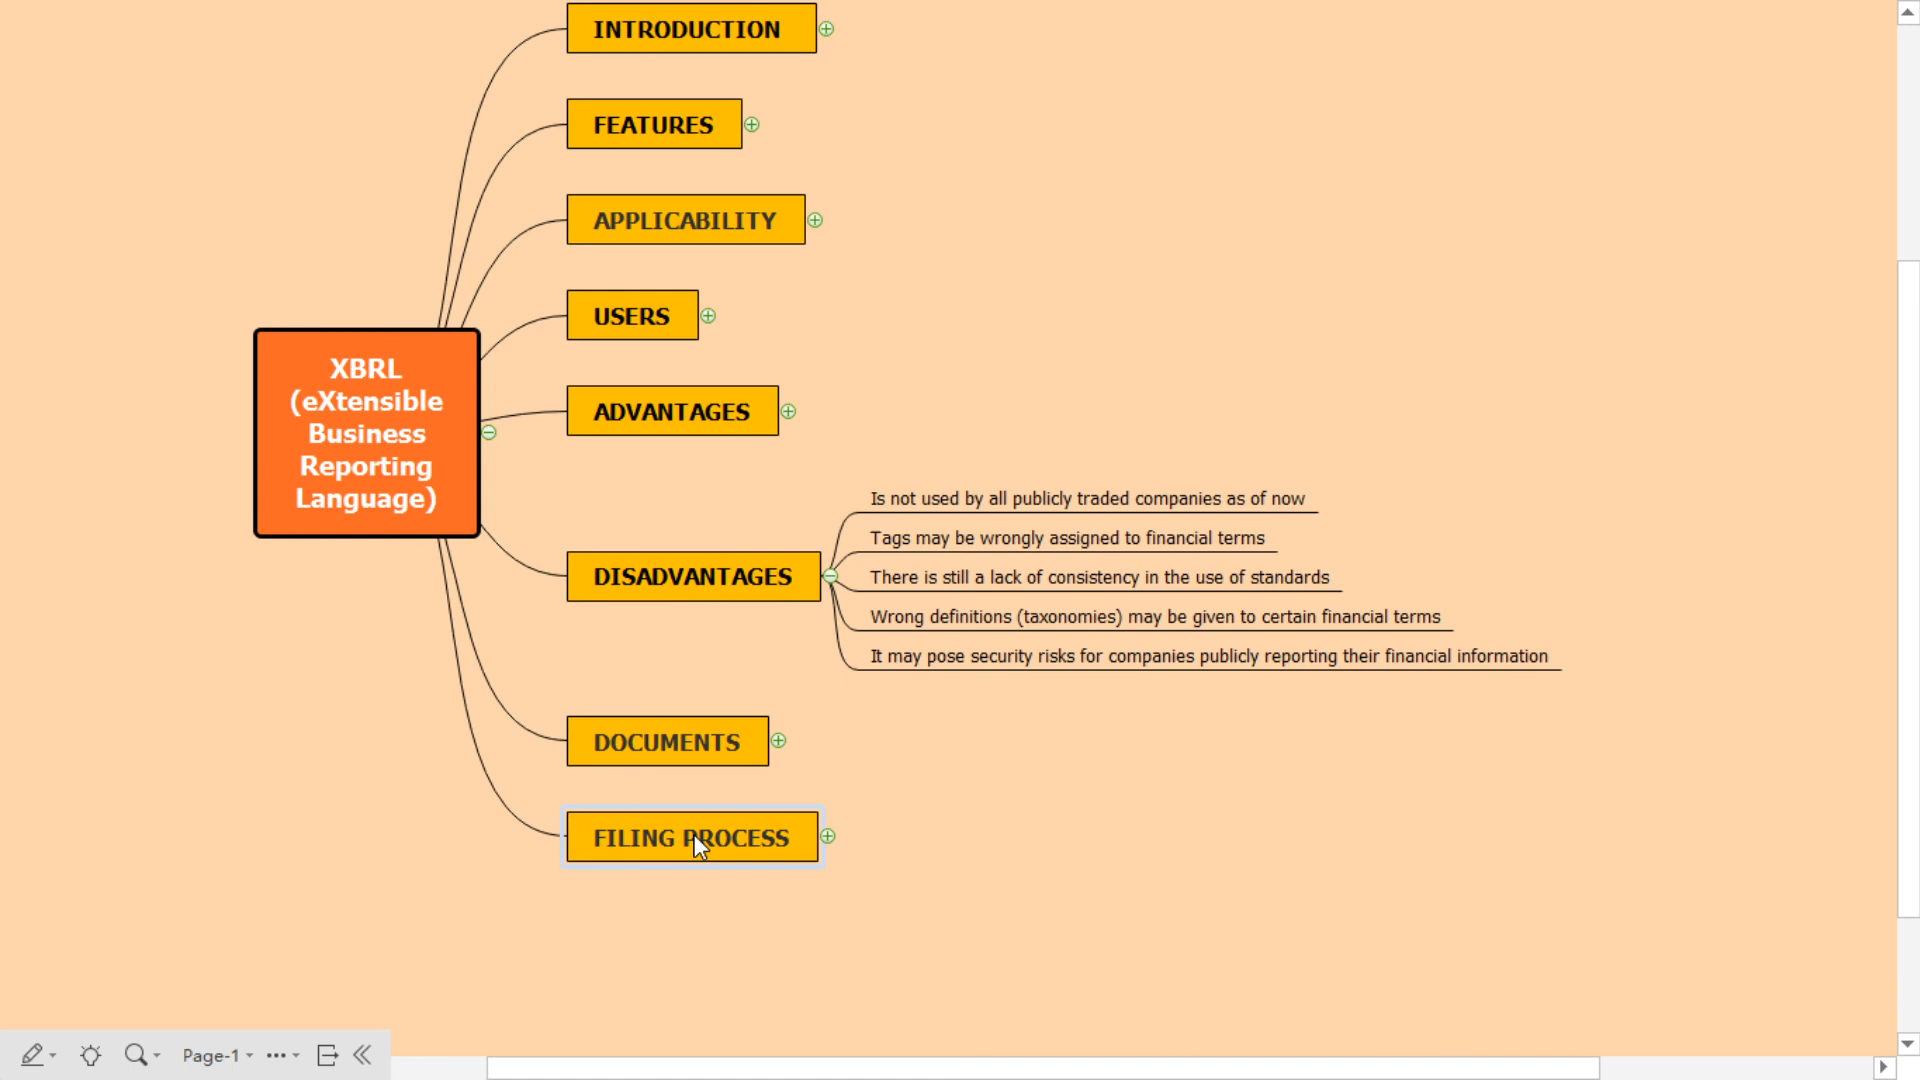 INTRODUCTION
FEATURES
APPLICABILITY
USERS
XBRL
(eXtensible
Business
Reporting
Language)
ADVANTAGES
DISADVANTAGES
Is not used by all publicly traded companies as of now
Tags may be wrongly assigned to financial terms
There is still a lack of consistency in the use of standards
Wrong definitions (taxonomies) may be given to certain financial terms
It may pose security risks for companies publicly reporting their financial information
DOCUMENTS
FILING PROCESS
Page-1